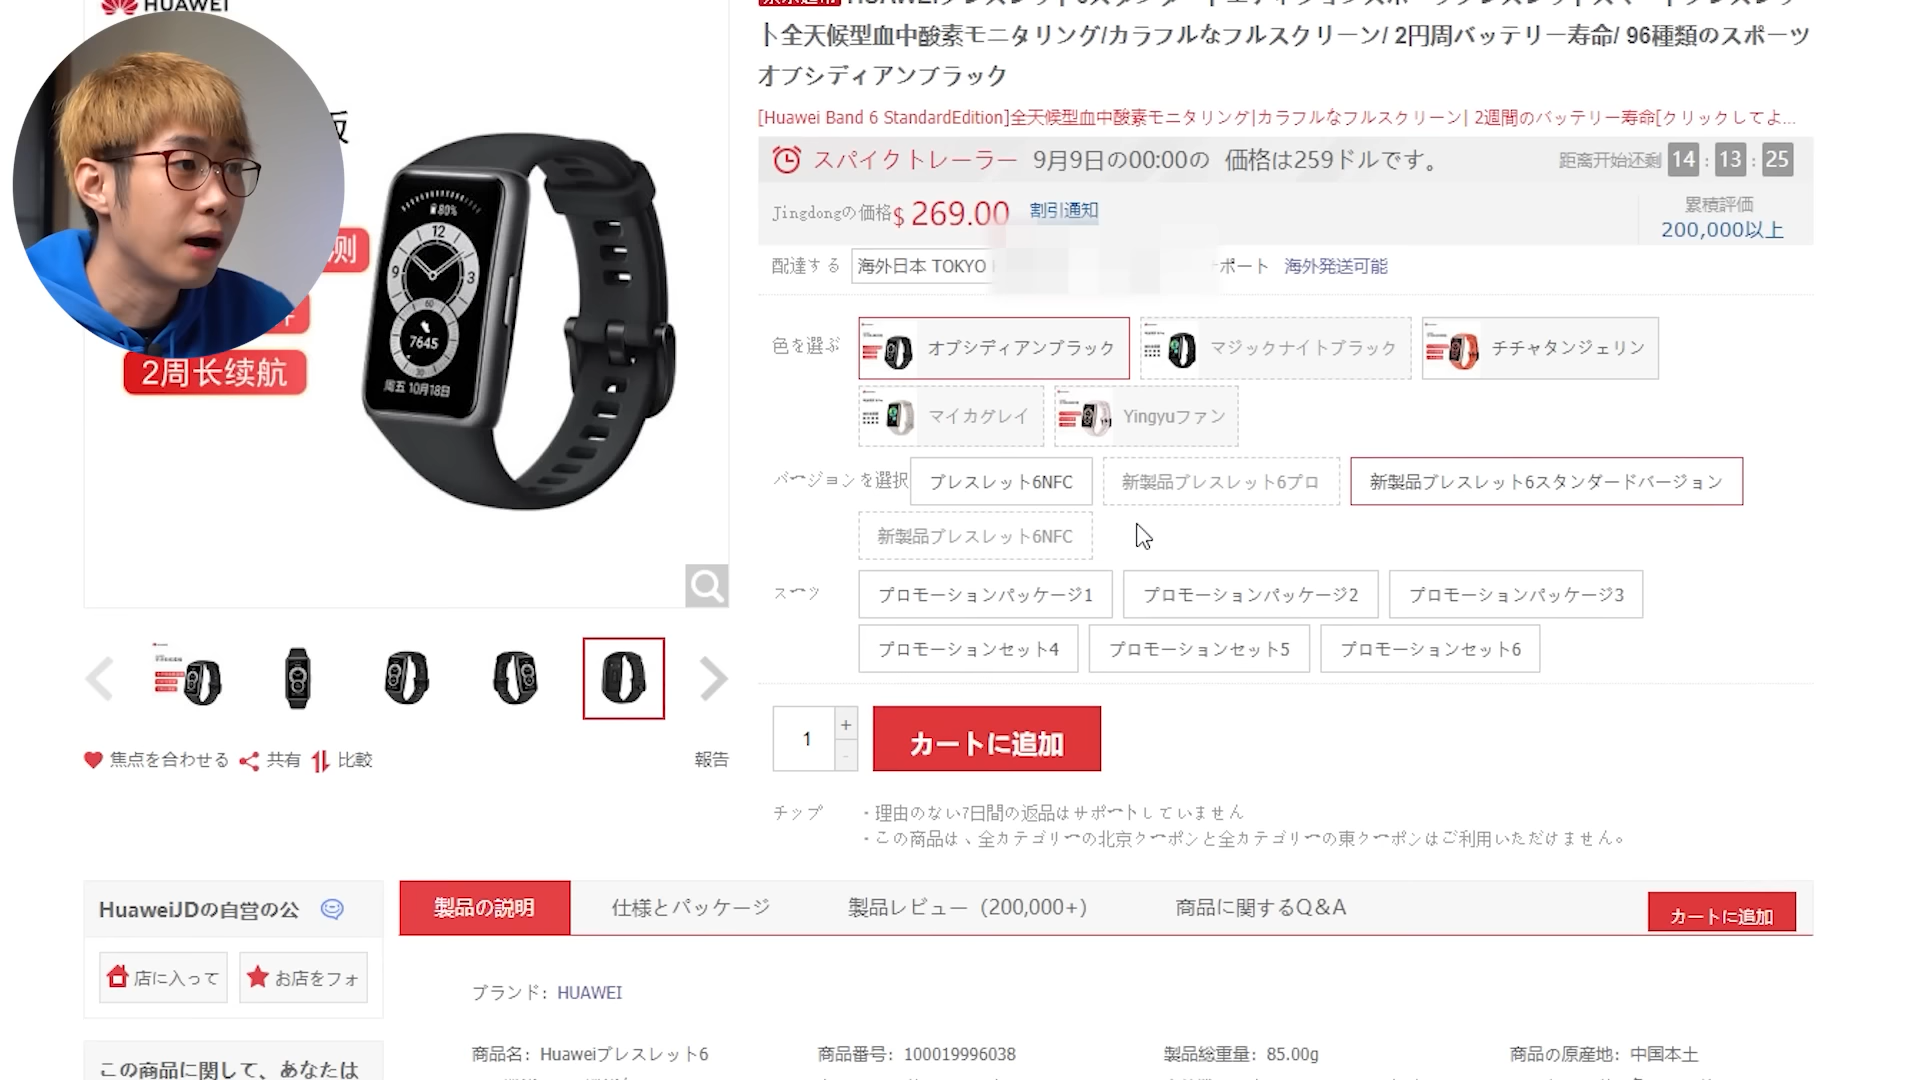 HUAWEI
卜全天候型血中酸素モニタリング/カラフルなフルスクリーン/ 2円周バッテリー寿命/ 96種類のスポーツ
オブシディアンブラック
[Huawei Band 6 StandardEdition]全天候型血中酸素モニタリング|カラフルなフルスクリーン| 2週間のバッテリー寿命[クリックしてよ...
スパイクトレーラー 9月9日の00:00の 価格は259ドルです。 距离开始还剩 14 : 13 : 25
Jingdongの価格 $ 269.00 割引通知
累積評価
200,000以上
配達する 海外日本 TOKYO ポート 海外発送可能
版
测
2周长续航
80%
12
9
3
60
7645
30
周五 10月18日
色を選ぶ オブシディアンブラック マジックナイトブラック チチャタンジェリン
マイカグレイ Yingyuファン
バージョンを選択 ブレスレット6NFC 新製品ブレスレット6プロ 新製品ブレスレット6スタンダードバージョン
新製品ブレスレット6NFC
スーツ プロモーションパッケージ1 プロモーションパッケージ2 プロモーションパッケージ3
プロモーションセット4 プロモーションセット5 プロモーションセット6
1 + - カートに追加
焦点を合わせる 共有 比較 報告
チップ ・理由のない7日間の返品はサポートしていません
・この商品は、全カテゴリーの北京クーポンと全カテゴリーの東クーポンはご利用いただけません。
HuaweiJDの自営の公
店に入って お店をフォ
この商品に関して、あなたは
製品の説明 仕様とパッケージ 製品レビュー（200,000+） 商品に関するQ&A カートに追加
ブランド: HUAWEI
商品名: Huaweiブレスレット6 商品番号: 100019996038 製品総重量: 85.00g 商品の原産地: 中国本土